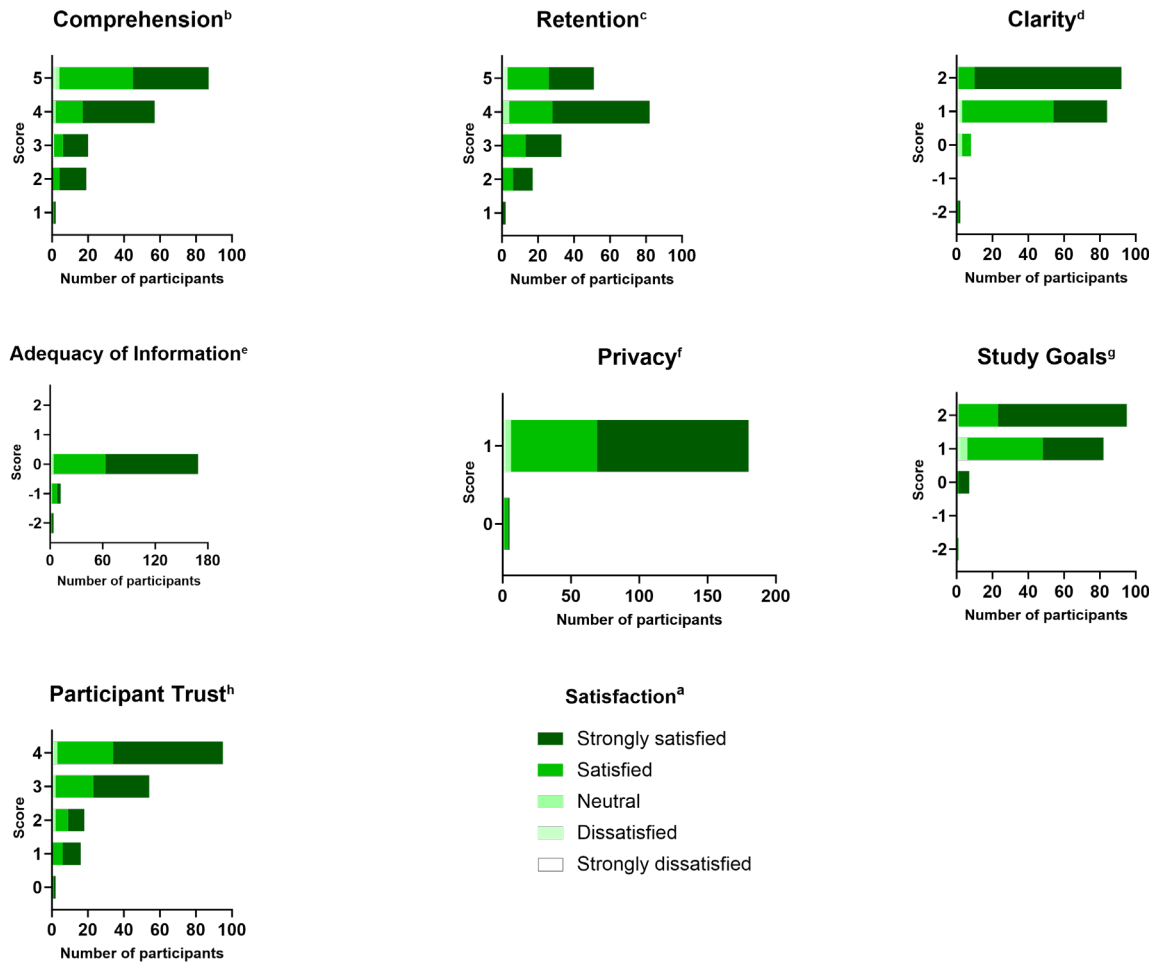 Comprehensionᵇ
Score
5
4
3
2
1
0 20 40 60 80 100
Number of participants
Retentionᶜ
Score
5
4
3
2
1
0 20 40 60 80 100
Number of participants
Clarityᵈ
Score
2
1
0
-1
-2
0 20 40 60 80 100
Number of participants
Adequacy of Informationᵉ
Score
2
1
0
-1
-2
0 60 120 180
Number of participants
Privacyᶠ
Score
1
0
0 50 100 150 200
Number of participants
Study Goalsᵍ
Score
2
1
0
-1
-2
0 20 40 60 80 100
Number of participants
Participant Trustʰ
Score
4
3
2
1
0
0 20 40 60 80 100
Number of participants
Satisfactionᵃ
Strongly satisfied
Satisfied
Neutral
Dissatisfied
Strongly dissatisfied